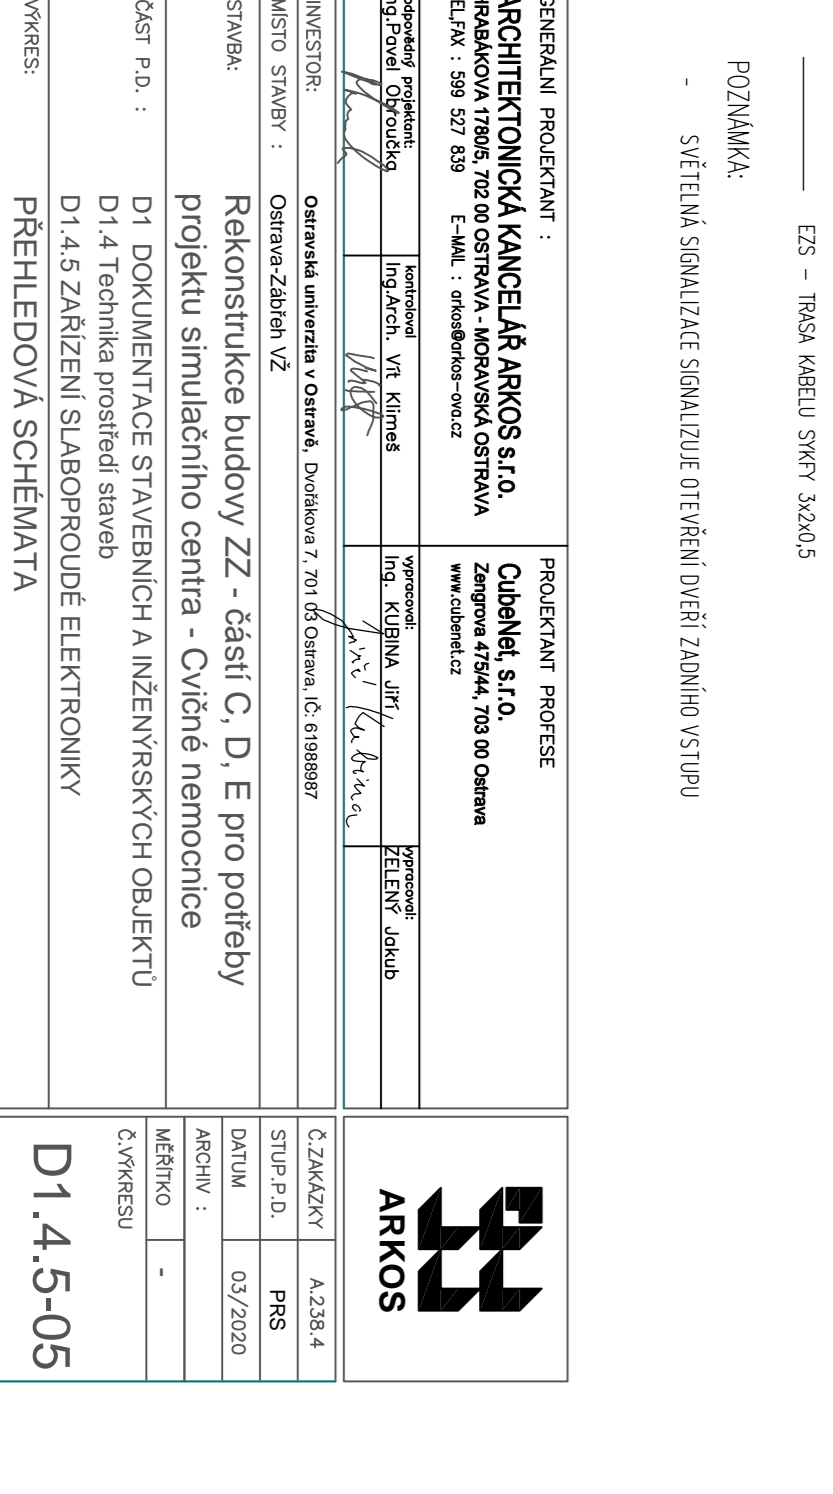 EZS – TRASA KABELU SYKFY 3x2x0,5
POZNÁMKA:
- SVĚTELNÁ SIGNALIZACE SIGNALIZUJE OTEVŘENÍ DVEŘÍ ZADNÍHO VSTUPU
GENERÁLNÍ PROJEKTANT :
ARCHITEKTONICKÁ KANCELÁŘ ARKOS s.r.o.
HRABÁKOVA 1780/5, 702 00 OSTRAVA - MORAVSKÁ OSTRAVA
EL,FAX : 599 527 839 E–MAIL : arkos@arkos–ova.cz
PROJEKTANT PROFESE
CubeNet, s.r.o.
Zengrova 475/44, 703 00 Ostrava
www.cubenet.cz
odpovědný projektant:
ng.Pavel Obroučka
kontroloval
Ing.Arch. Vít Klimeš
vypracoval:
Ing. KUBINA Jiří,
Jiří Kubina
vypracoval:
ZELENÝ Jakub
ARKOS
INVESTOR: Ostravská univerzita v Ostravě, Dvořákova 7, 701 03 Ostrava, IČ: 61988987
MÍSTO STAVBY : Ostrava-Zábřeh VŽ
STAVBA: Rekonstrukce budovy ZZ - částí C, D, E pro potřeby
projektu simulačního centra - Cvičné nemocnice
ČÁST P.D. : D1 DOKUMENTACE STAVEBNÍCH A INŽENÝRSKÝCH OBJEKTŮ
D1.4 Technika prostředí staveb
D1.4.5 ZAŘÍZENÍ SLABOPROUDÉ ELEKTRONIKY
VÝKRES: PŘEHLEDOVÁ SCHÉMATA
Č.ZAKÁZKY A.238.4
STUP.P.D. PRS
DATUM 03/2020
ARCHIV :
MĚŘÍTKO -
Č.VÝKRESU
D1.4.5-05